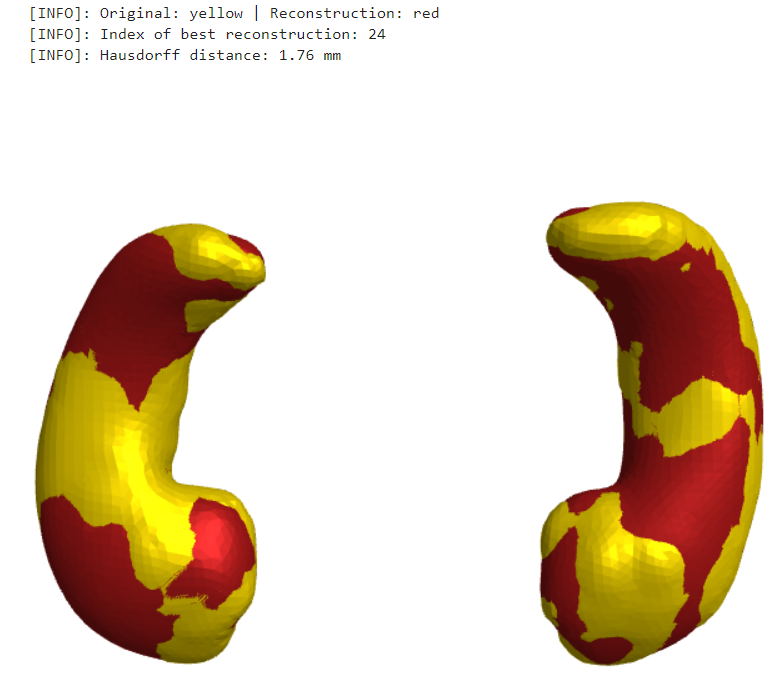 [INFO]: Original: yellow | Reconstruction: red
[INFO]: Index of best reconstruction: 24
[INFO]: Hausdorff distance: 1.76 mm